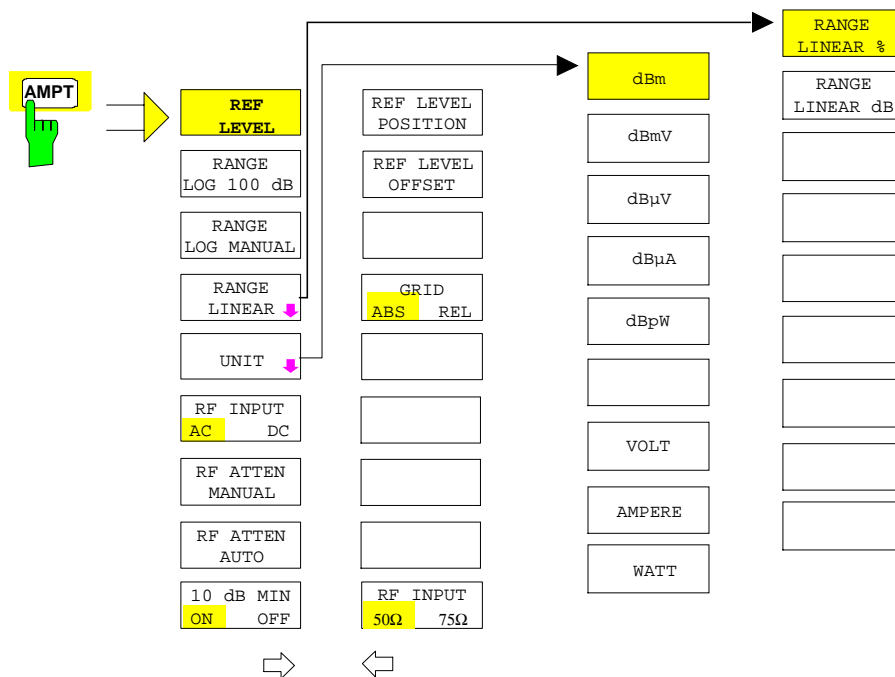 AMPT
REF
LEVEL
RANGE
LOG 100 dB
RANGE
LOG MANUAL
RANGE
LINEAR
UNIT
RF INPUT
AC DC
RF ATTEN
MANUAL
RF ATTEN
AUTO
10 dB MIN
ON OFF
REF LEVEL
POSITION
REF LEVEL
OFFSET
GRID
ABS REL
RF INPUT
50Ω 75Ω
dBm
dBmV
dBµV
dBµA
dBpW
VOLT
AMPERE
WATT
RANGE
LINEAR %
RANGE
LINEAR dB